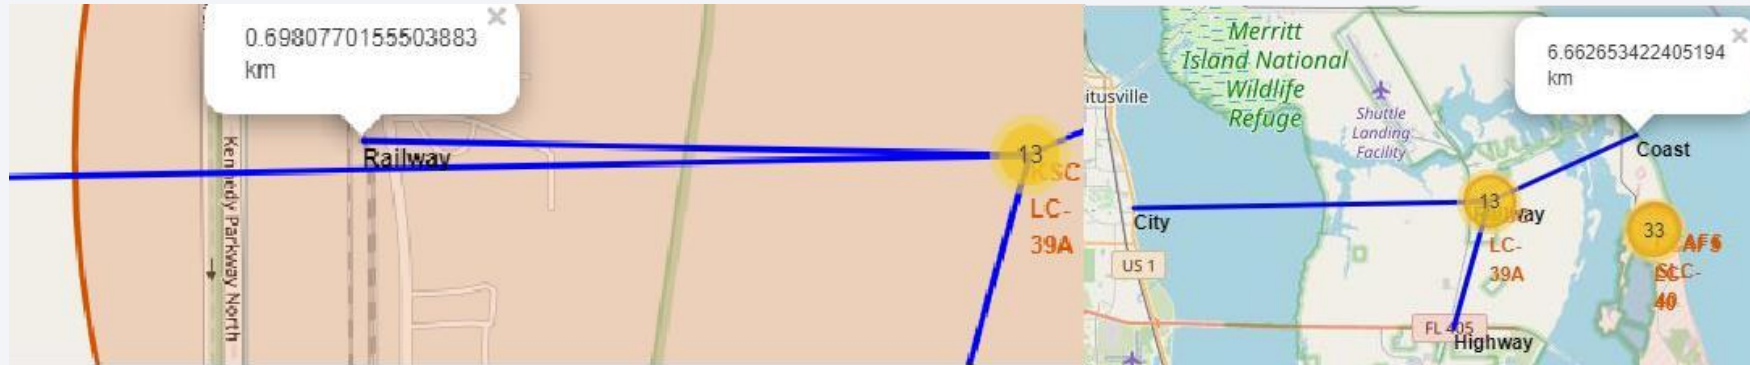 0.6980770155503883
km
Kennedy Parkway North
Railway
13
KSC
LC-
39A
Merritt
Island National
Wildlife
Refuge
itusville
Shuttle
Landing
Facility
6.662653422405194
km
Coast
City
13
LC-
39A
33
US 1
FL 405
Highway